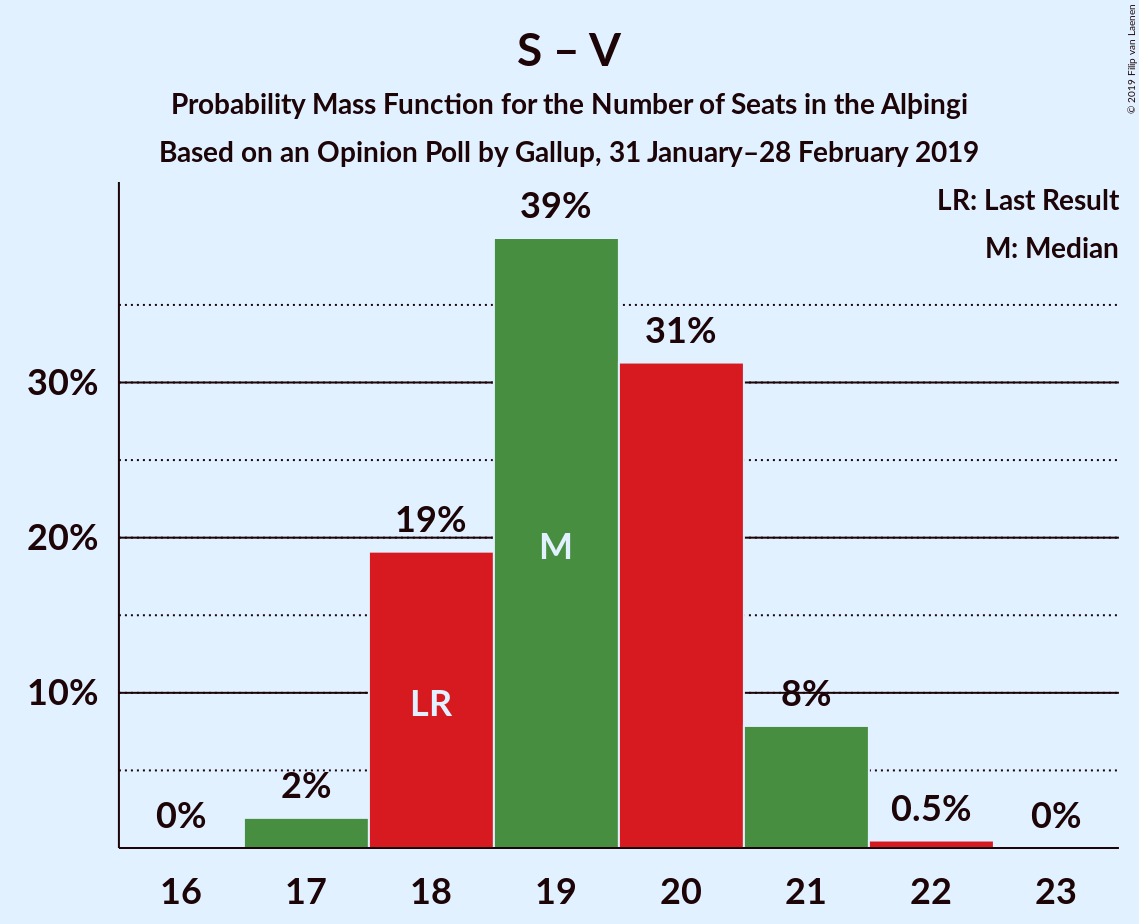 S – V
Probability Mass Function for the Number of Seats in the Alþingi
Based on an Opinion Poll by Gallup, 31 January–28 February 2019
© 2019 Filip van Laenen
LR: Last Result
M: Median
39%
31%
30%
19%
20%
M
10%
LR
8%
2%
0%
0.5%
0%
16 17 18 19 20 21 22 23